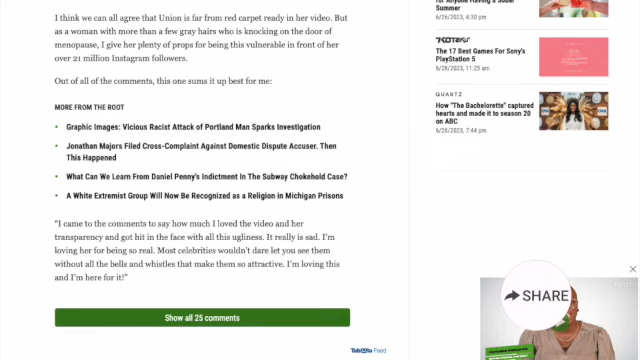 I think we can all agree that Union is far from red carpet ready in her video. But
as a woman with more than a few gray hairs who is knocking on the door of
menopause, I give her plenty of props for being this vulnerable in front of her
over 21 million Instagram followers.
Out of all of the comments, this one sums it up best for me:
MORE FROM THE ROOT
• Graphic Images: Vicious Racist Attack of Portland Man Sparks Investigation
• Jonathan Majors Filed Cross-Complaint Against Domestic Dispute Accuser. Then
This Happened
• What Can We Learn From Daniel Penny's Indictment In The Subway Chokehold Case?
• A White Extremist Group Will Now Be Recognized as a Religion in Michigan Prisons
“I came to the comments to say how much I loved the video and her
transparency and got hit in the face with all this ugliness. It really is sad. I’m
loving her for being so real. Most celebrities wouldn’t dare let you see them
without all the bells and whistles that make them so attractive. I’m loving this
and I’m here for it!”
Show all 25 comments
Taboola Feed
Summer
6/26/2023, 4:30 pm
KOTAKU
The 17 Best Games For Sony's
PlayStation 5
6/28/2023, 11:25 am
QUARTZ
How "The Bachelorette" captured
hearts and made it to season 20
on ABC
6/26/2023, 7:44 pm
SHARE